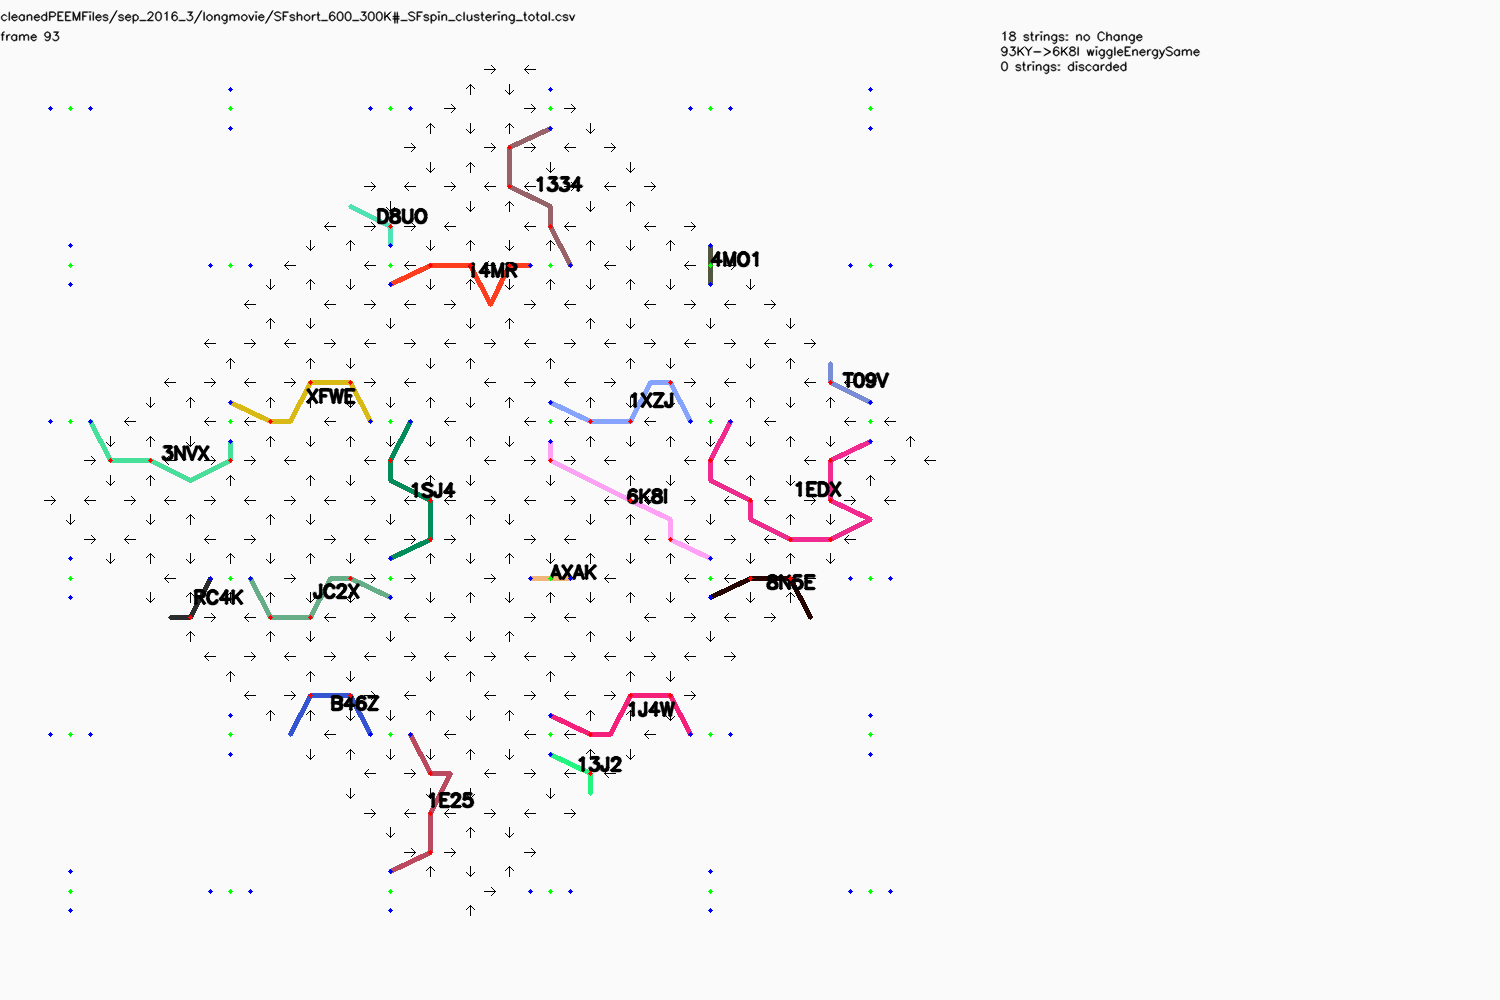 cleanedPEEMFiles/sep_2016_3/longmovie/SFshort_600_300K#_SFspin_clustering_total.csv
frame 93
18 strings: no Change
93KY->6K8I wiggleEnergySame
0 strings: discarded
1334
D8U0
4MO1
14MR
T09V
XFWE
1XZJ
3NVX
1SJ4
6K8I
1EDX
AXAK
8N5E
RC4K
JC2X
B46Z
1J4W
13J2
1E25